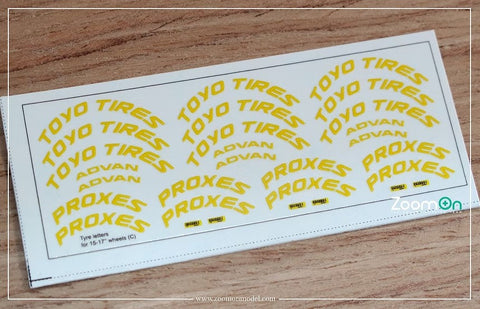 TOYO TIRES
TOYO TIRES
TOYO TIRES
ADVAN
ADVAN
PROXES
PROXES
TOYO TIRES
TOYO TIRES
TOYO TIRES
ADVAN
ADVAN
PROXES
PROXES
TOYO TIRES
TOYO TIRES
TOYO TIRES
ADVAN
ADVAN
PROXES
PROXES
Tyre letters
for 15-17" wheels (C)
ZoomOn
www.zoomonmodel.com